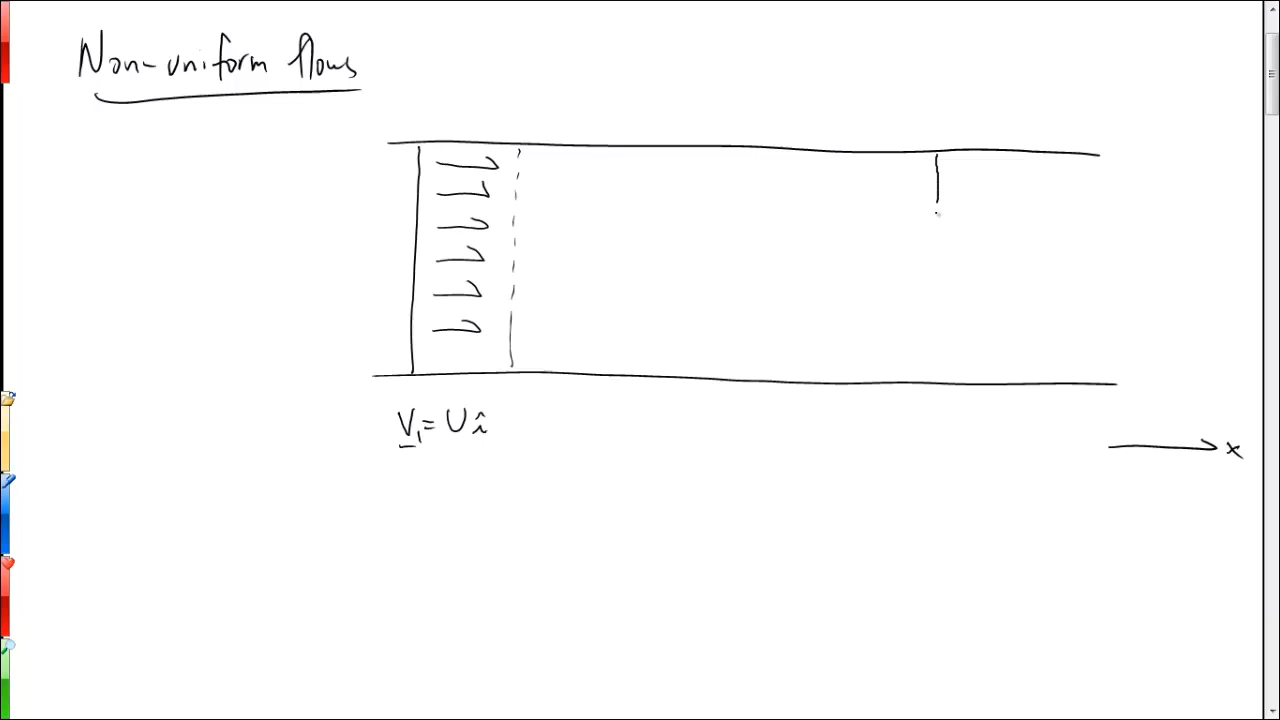 Non-uniform flows
V₁ = U î
x